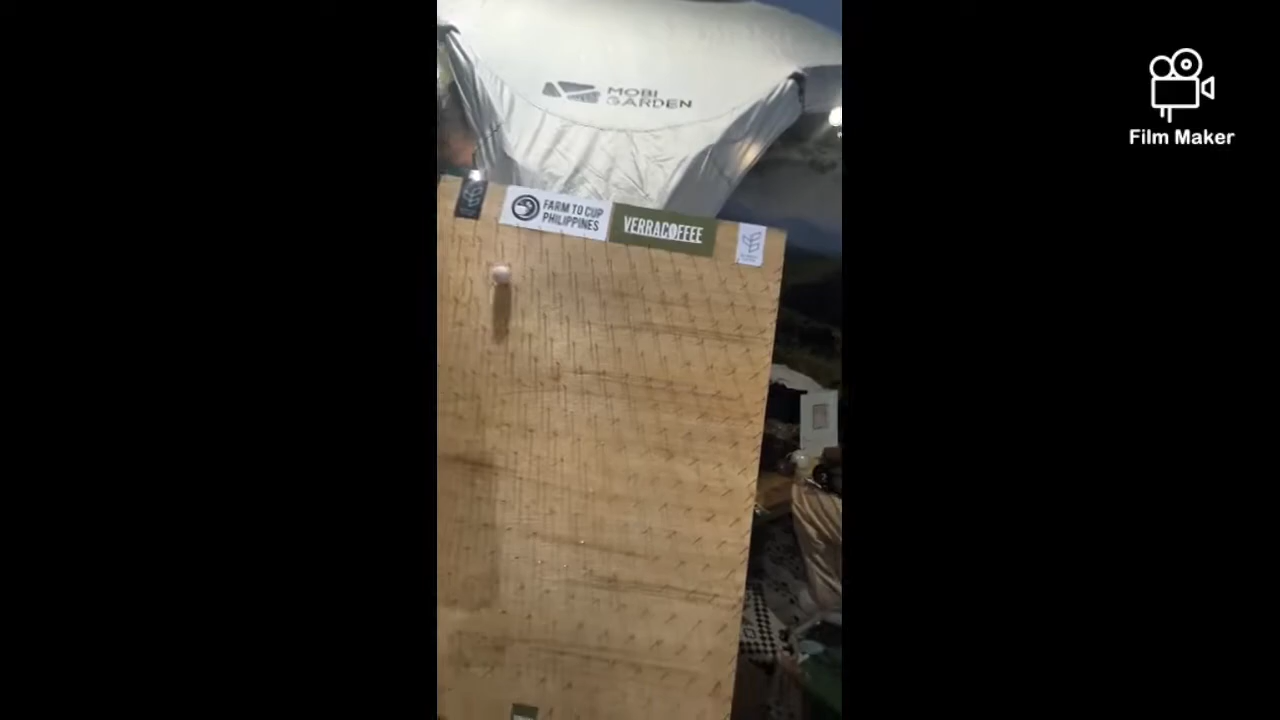 MOBI
GARDEN
Film Maker
FARM TO CUP
PHILIPPINES
VERRACOFFEE